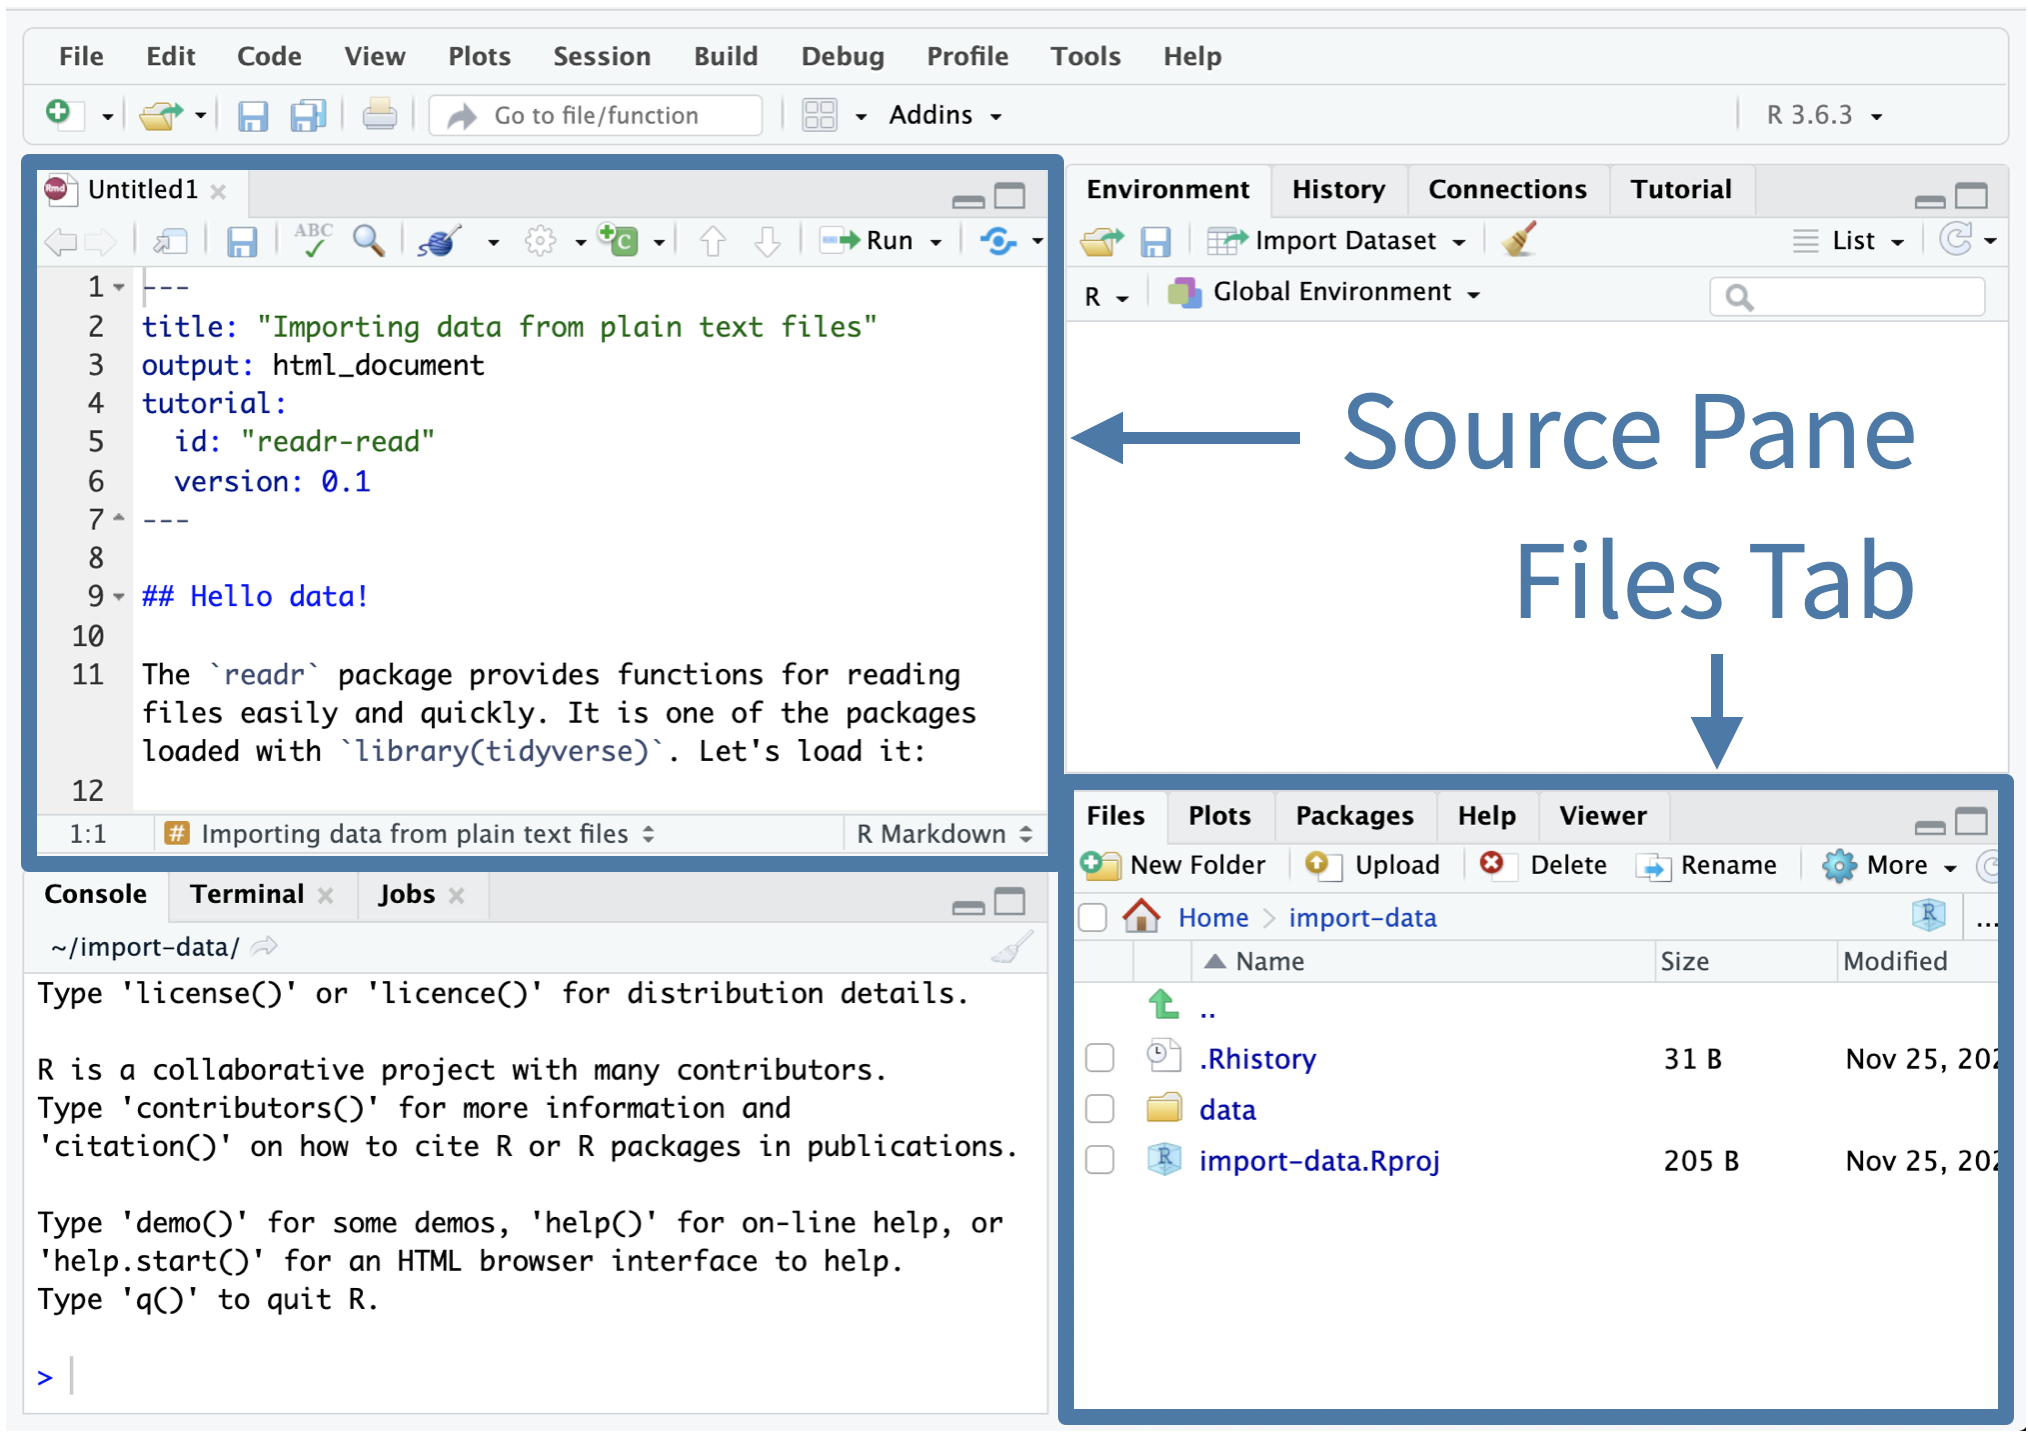 File Edit Code View Plots Session Build Debug Profile Tools Help
Go to file/function Addins R 3.6.3
Rmd Untitled1
ABC C Run
1 ---
2 title: "Importing data from plain text files"
3 output: html_document
4 tutorial:
5 id: "readr-read"
6 version: 0.1
7 ---
8
9 ## Hello data!
10
11 The `readr` package provides functions for reading
files easily and quickly. It is one of the packages
loaded with `library(tidyverse)`. Let's load it:
12
1:1 # Importing data from plain text files R Markdown
Console Terminal Jobs
~/import-data/
Type 'license()' or 'licence()' for distribution details.
R is a collaborative project with many contributors.
Type 'contributors()' for more information and
'citation()' on how to cite R or R packages in publications.
Type 'demo()' for some demos, 'help()' for on-line help, or
'help.start()' for an HTML browser interface to help.
Type 'q()' to quit R.
>
Environment History Connections Tutorial
Import Dataset List
R Global Environment
Source Pane
Files Tab
Files Plots Packages Help Viewer
New Folder Upload Delete Rename More
Home > import-data R ...
Name Size Modified
..
.Rhistory 31 B Nov 25,
data
R import-data.Rproj 205 B Nov 25,